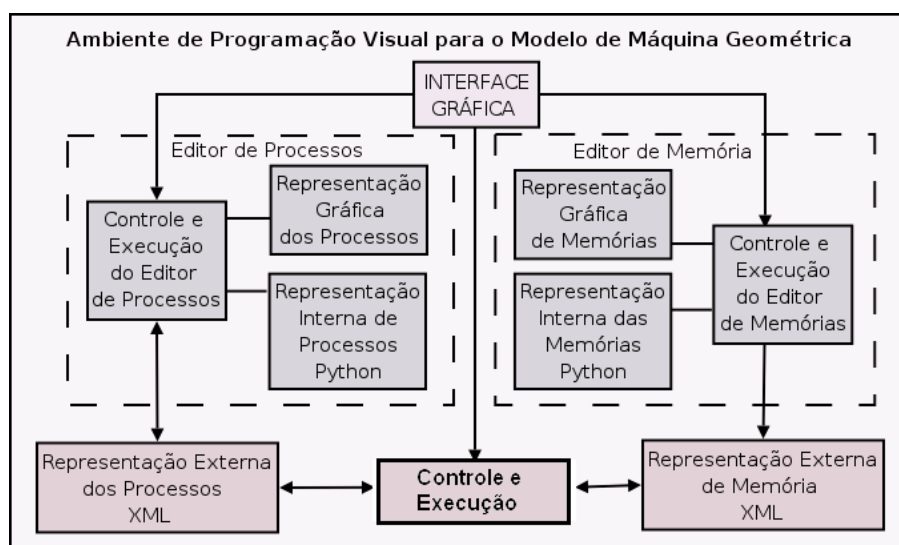 Ambiente de Programação Visual para o Modelo de Máquina Geométrica
INTERFACE
GRÁFICA
Editor de Processos
Representação
Gráfica
dos Processos
Controle e
Execução
do Editor
de Processos
Representação
Interna de
Processos
Python
Editor de Memória
Representação
Gráfica
de Memórias
Controle e
Execução
do Editor
de Memórias
Representação
Interna das
Memórias
Python
Representação Externa
dos Processos
XML
Controle e
Execução
Representação Externa
de Memória
XML